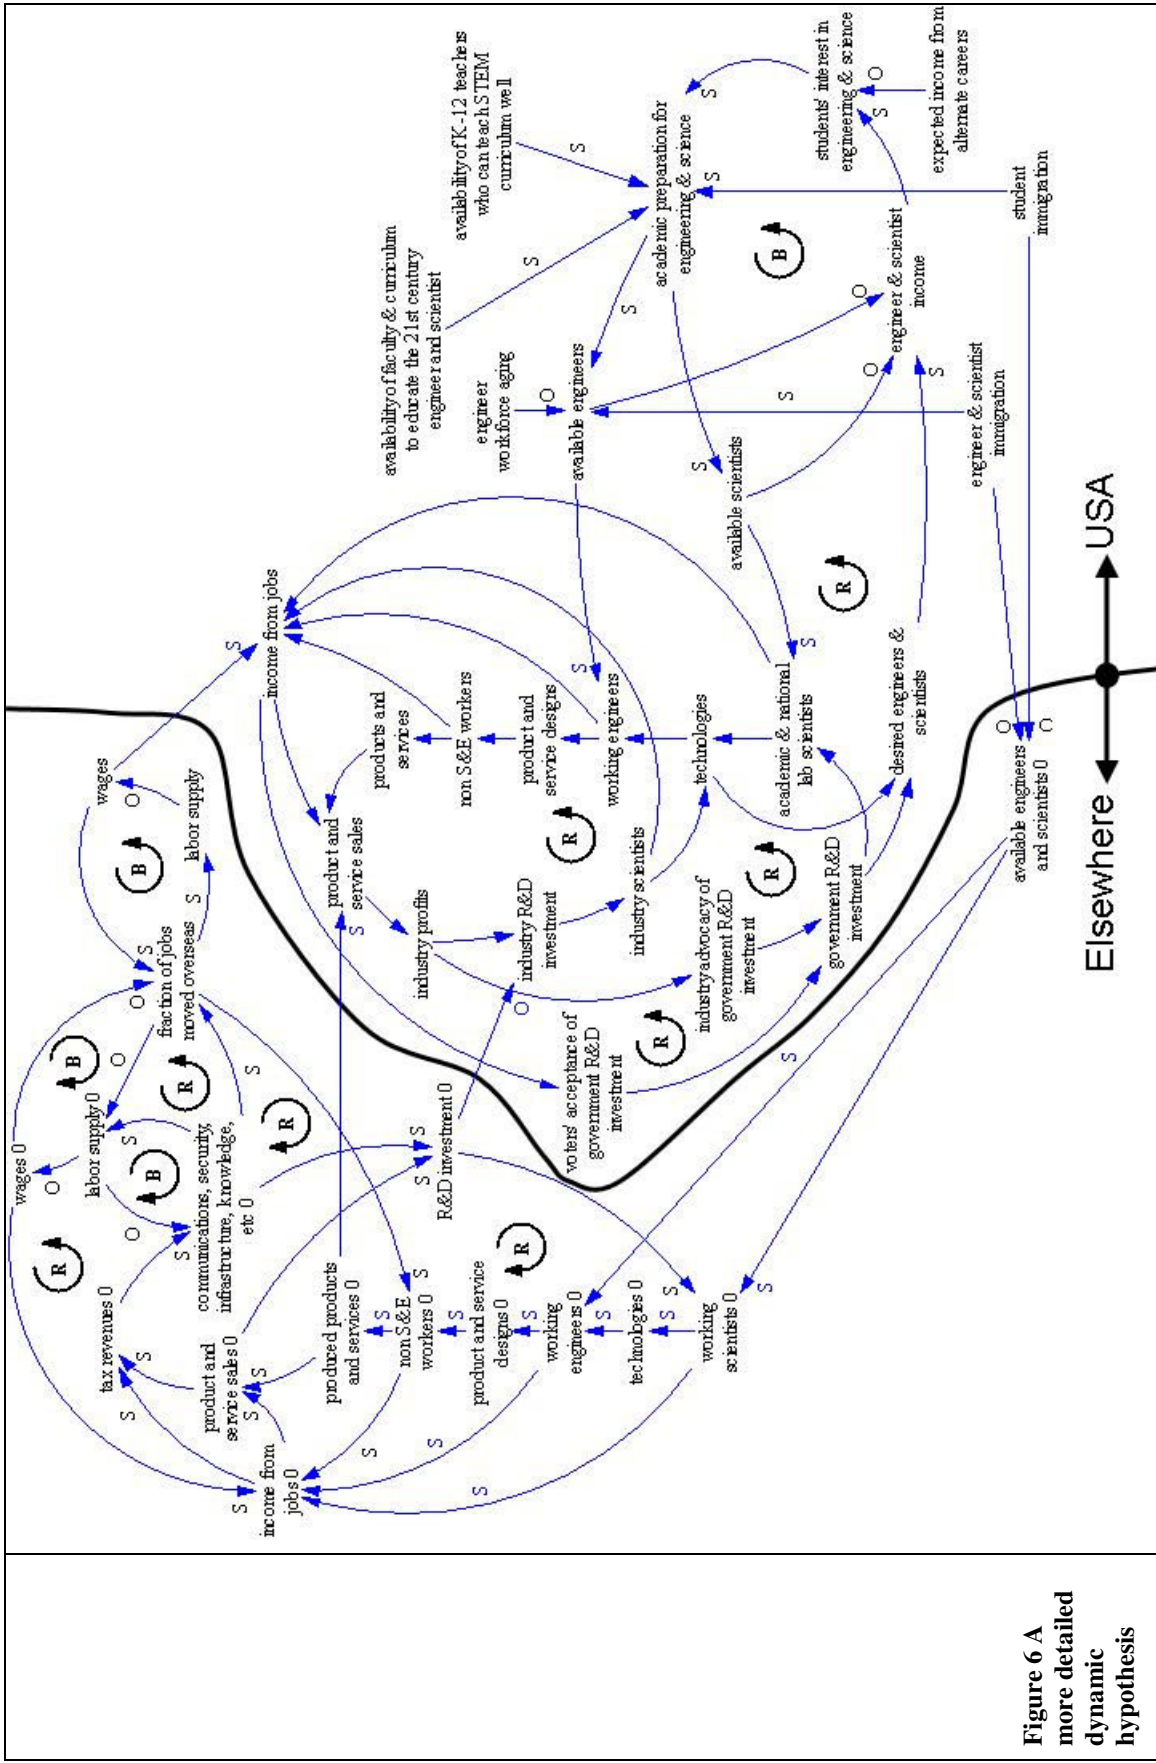 wages 0
O
R
tax revenues 0
labor supply 0
B
wages
S
S
O
O
S
O
B
O
communications, security,
infrastructure, knowledge,
etc 0
B
R
O
S
fraction of jobs
moved overseas
S
labor supply
S
S
product and
service sales 0
S
income from
jobs 0
S
S
R
S
income from jobs
produced products
and services 0
product and
service sales
S
products and
services
availability of faculty & curriculum
to educate the 21st century
engineer and scientist
S
S
non S&E
workers 0
S
S
S
R&D investment 0
S
industry profits
non S&E workers
availability of K-12 teachers
who can teach STEM
curriculum well
S
S
product and service
designs 0
R
S
industry R&D
investment
O
product and
service designs
engineer
workforce aging
O
S
S
working
engineers 0
S
voters' acceptance of
government R&D
investment
R
working engineers
S
available engineers
S
technologies 0
S
S
R
industry scientists
academic preparation for
engineering & science
S
S
working
scientists 0
S
industry advocacy of
government R&D
investment
R
technologies
S
available scientists
S
academic & national
lab scientists
S
B
S
government R&D
investment
R
students' interest in
engineering & science
S
O
desired engineers &
scientists
O
O
engineer & scientist
income
S
expected income from
alternate careers
S
available engineers
and scientists 0
O
O
engineer & scientist
immigration
student
immigration
Elsewhere
USA
Figure 6 A
more detailed
dynamic
hypothesis